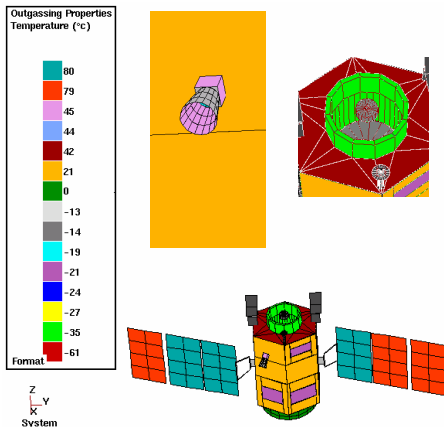 Outgassing Properties
Temperature (°c)
80
79
45
44
42
21
0
-13
-14
-19
-21
-24
-27
-35
-61
Format
Z
Y
X
System